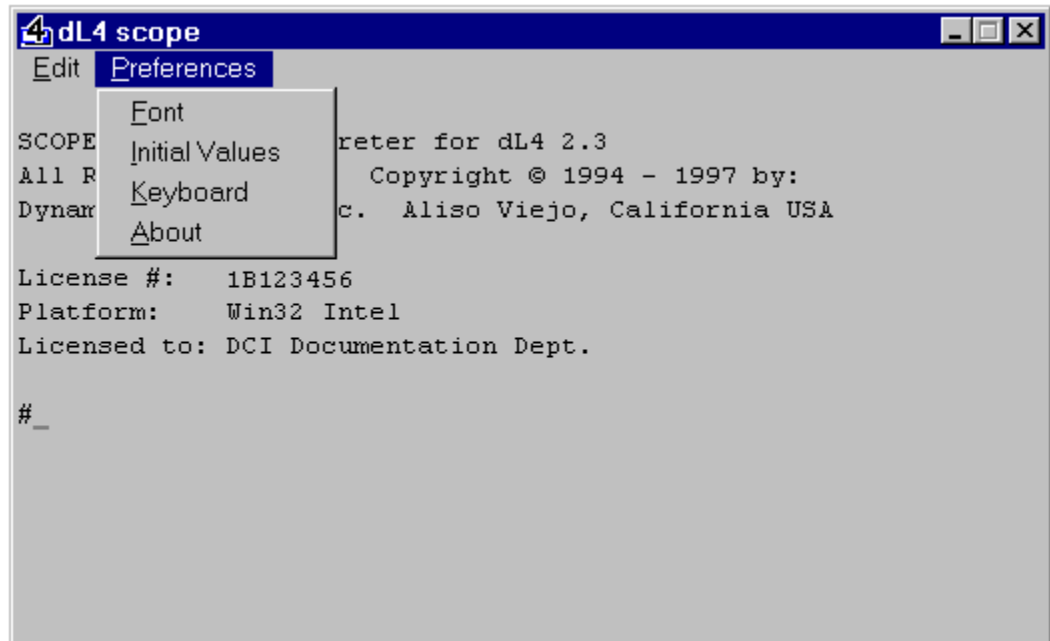 dL4 scope
Edit Preferences
Font
Initial Values
Keyboard
About
SCOPE reter for dL4 2.3
All R Copyright © 1994 - 1997 by:
Dynam c. Aliso Viejo, California USA
License #: 1B123456
Platform: Win32 Intel
Licensed to: DCI Documentation Dept.
#_